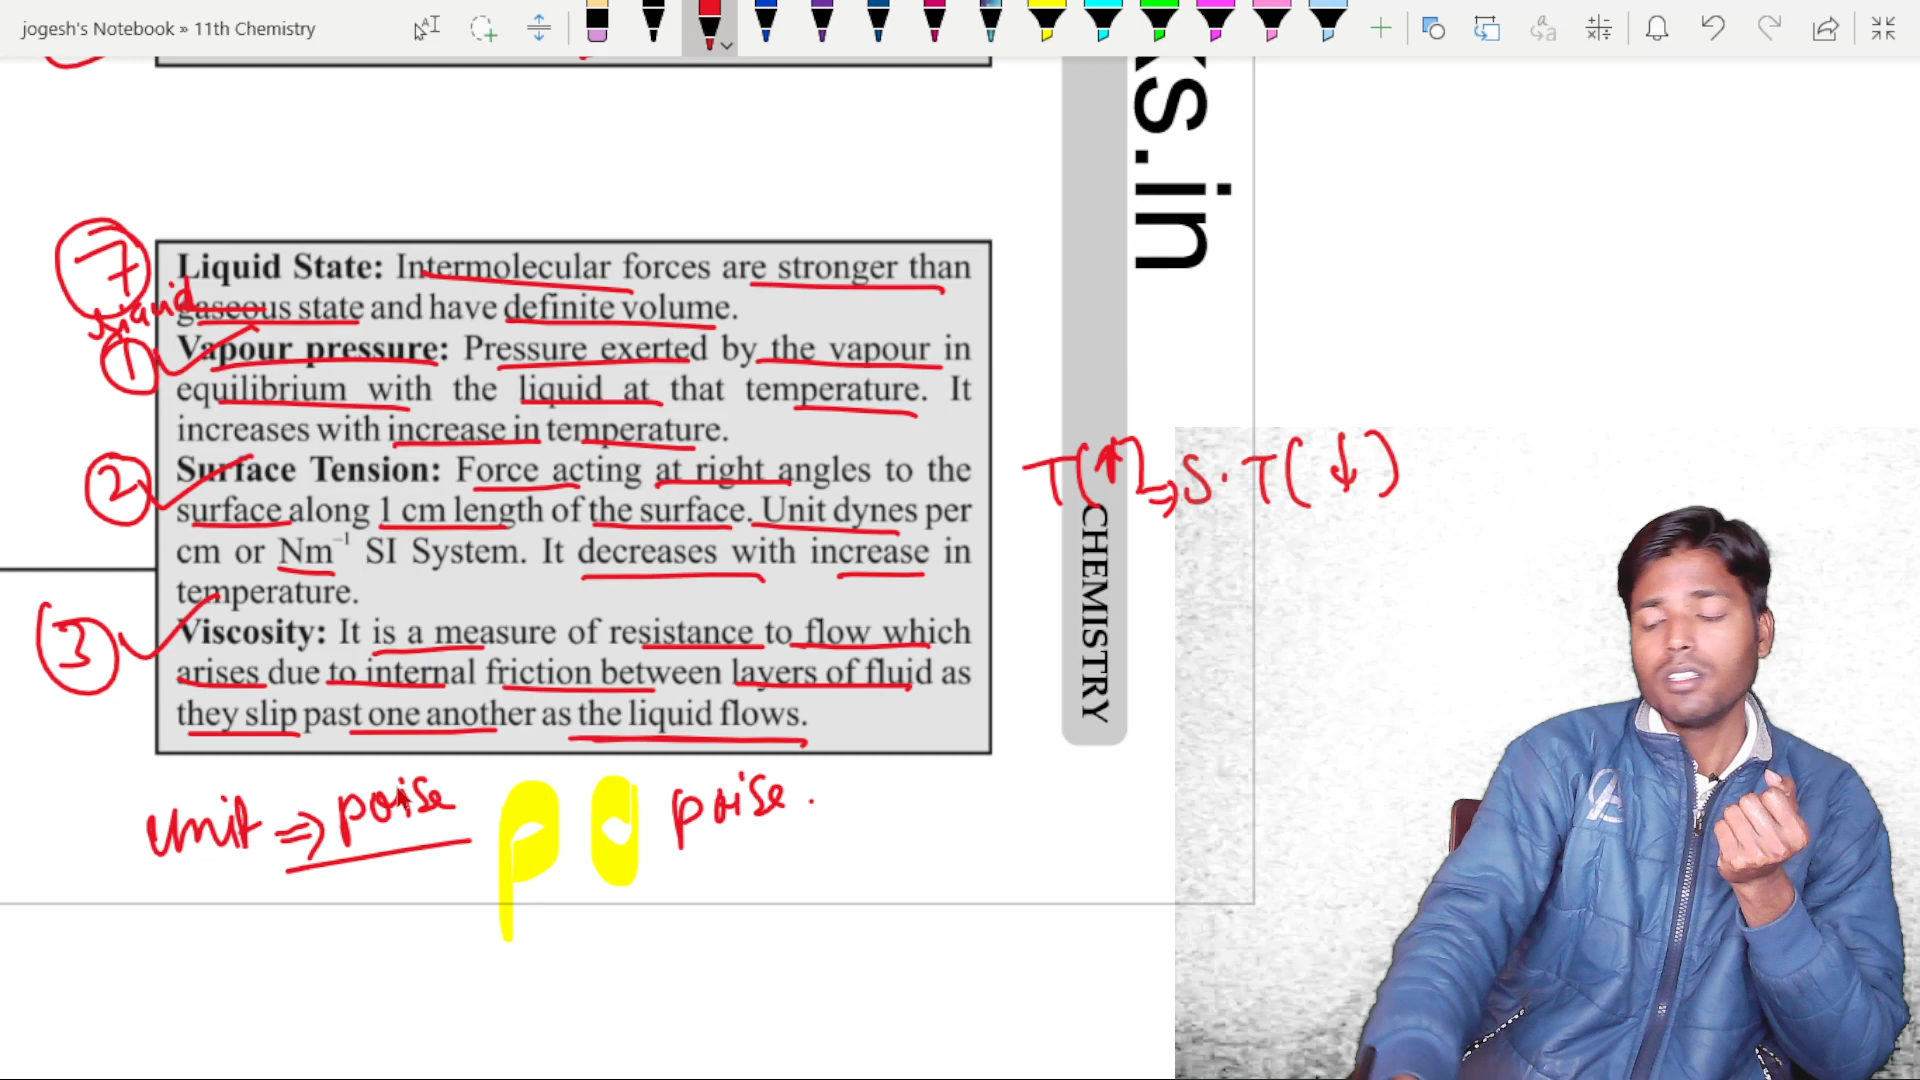 jogesh's Notebook » 11th Chemistry
ks.in
7
Liquid
Liquid State: Intermolecular forces are stronger than
gaseous state and have definite volume.
1
Vapour pressure: Pressure exerted by the vapour in
equilibrium with the liquid at that temperature. It
increases with increase in temperature.
2
Surface Tension: Force acting at right angles to the
surface along 1 cm length of the surface. Unit dynes per
cm or Nm⁻¹ SI System. It decreases with increase in
temperature.
T(↑) ⇒ S.T(↓)
3
Viscosity: It is a measure of resistance to flow which
arises due to internal friction between layers of fluid as
they slip past one another as the liquid flows.
CHEMISTRY
unit ⇒ poise
poise.